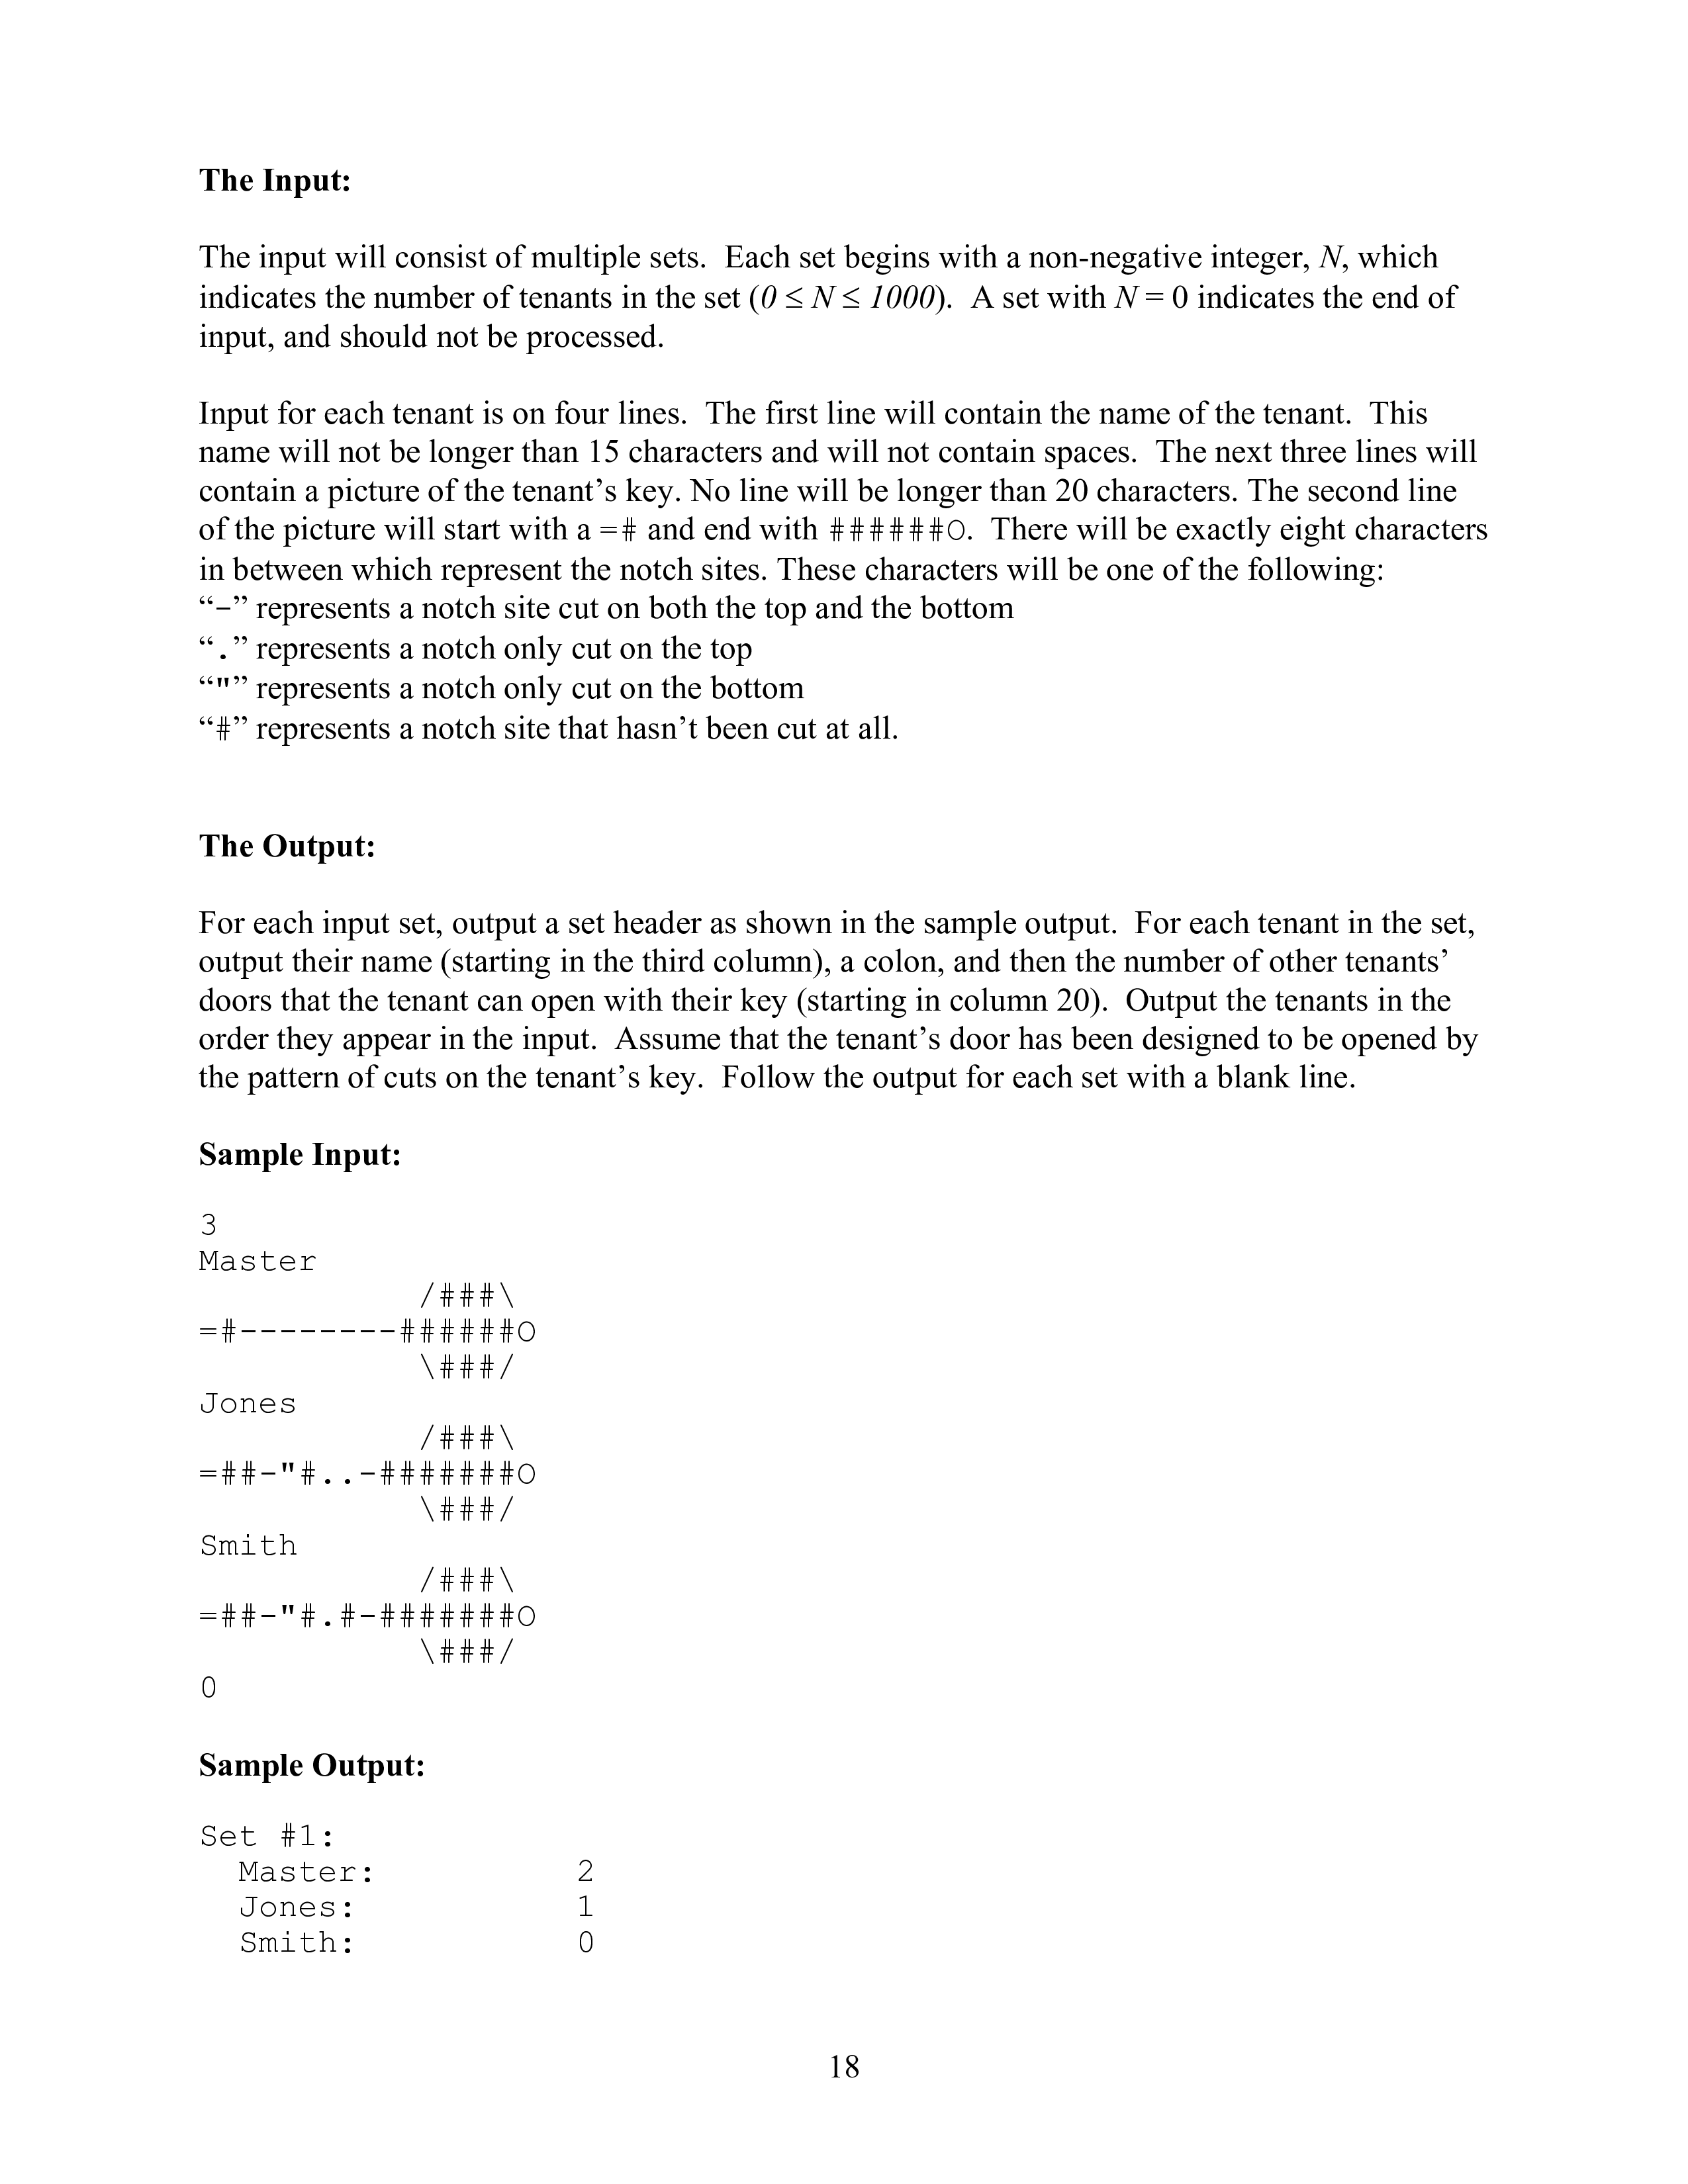 The Input:
The input will consist of multiple sets.  Each set begins with a non-negative integer, N, which
indicates the number of tenants in the set (0 ≤ N ≤ 1000).  A set with N = 0 indicates the end of
input, and should not be processed.
Input for each tenant is on four lines.  The first line will contain the name of the tenant.  This
name will not be longer than 15 characters and will not contain spaces.  The next three lines will
contain a picture of the tenant’s key. No line will be longer than 20 characters. The second line
of the picture will start with a =# and end with ######O.  There will be exactly eight characters
in between which represent the notch sites. These characters will be one of the following:
“-” represents a notch site cut on both the top and the bottom
“.” represents a notch only cut on the top
“"” represents a notch only cut on the bottom
“#” represents a notch site that hasn’t been cut at all.
The Output:
For each input set, output a set header as shown in the sample output.  For each tenant in the set,
output their name (starting in the third column), a colon, and then the number of other tenants’
doors that the tenant can open with their key (starting in column 20).  Output the tenants in the
order they appear in the input.  Assume that the tenant’s door has been designed to be opened by
the pattern of cuts on the tenant’s key.  Follow the output for each set with a blank line.
Sample Input:
3
Master
           /###\
=#--------######O
           \###/
Jones
           /###\
=##-"#..-#######O
           \###/
Smith
           /###\
=##-"#.#-#######O
           \###/
0
Sample Output:
Set #1:
  Master:          2
  Jones:           1
  Smith:           0
18